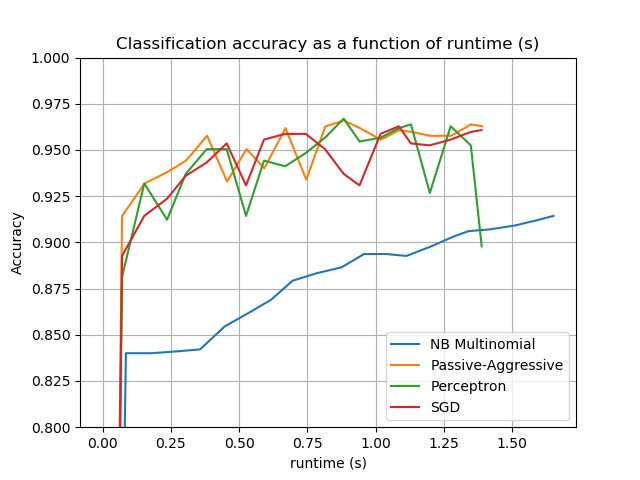 Classification accuracy as a function of runtime (s)
1.000
0.975
0.950
0.925
0.900
0.875
0.850
0.825
0.800
Accuracy
NB Multinomial
Passive-Aggressive
Perceptron
SGD
0.00 0.25 0.50 0.75 1.00 1.25 1.50
runtime (s)